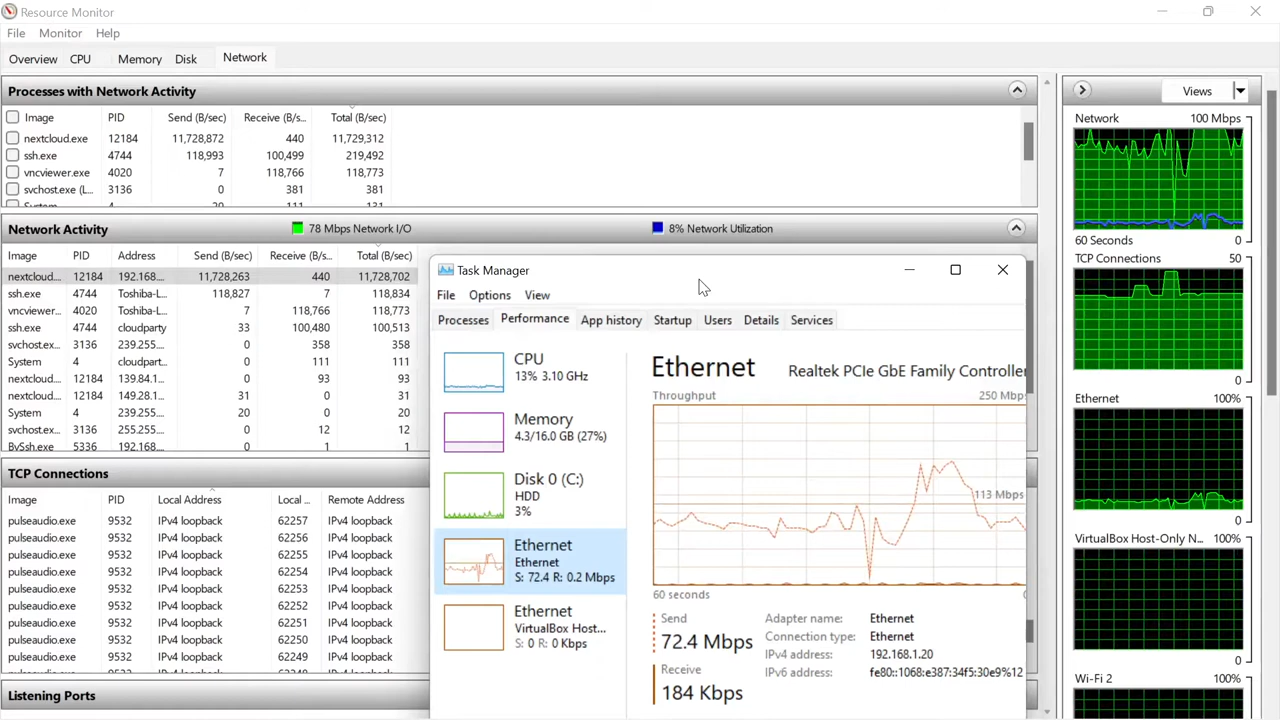 Resource Monitor
File Monitor Help
Overview CPU Memory Disk Network
Processes with Network Activity
Image PID Send (B/sec) Receive (B/s... Total (B/sec)
nextcloud.exe 12184 11,728,872 440 11,729,312
ssh.exe 4744 118,993 100,499 219,492
vncviewer.exe 4020 7 118,766 118,773
svchost.exe (L... 3136 0 381 381
System 4 20 111 131
Network Activity 78 Mbps Network I/O 8% Network Utilization
Image PID Address Send (B/sec) Receive (B/s... Total (B/sec)
nextcloud... 12184 192.168.... 11,728,263 440 11,728,702
ssh.exe 4744 Toshiba-L... 118,827 7 118,834
vncviewer... 4020 Toshiba-L... 7 118,766 118,773
ssh.exe 4744 cloudparty 33 100,480 100,513
svchost.ex... 3136 239.255.... 0 358 358
System 4 cloudpart... 0 111 111
nextcloud... 12184 139.84.1... 0 93 93
nextcloud... 12184 149.28.1... 31 0 31
System 4 239.255.... 20 0 20
svchost.ex... 3136 255.255.... 0 12 12
BvSsh.exe 5336 192.168.... 0 1 1
TCP Connections
Image PID Local Address Local ... Remote Address
pulseaudio.exe 9532 IPv4 loopback 62257 IPv4 loopback
pulseaudio.exe 9532 IPv4 loopback 62256 IPv4 loopback
pulseaudio.exe 9532 IPv4 loopback 62255 IPv4 loopback
pulseaudio.exe 9532 IPv4 loopback 62254 IPv4 loopback
pulseaudio.exe 9532 IPv4 loopback 62253 IPv4 loopback
pulseaudio.exe 9532 IPv4 loopback 62252 IPv4 loopback
pulseaudio.exe 9532 IPv4 loopback 62251 IPv4 loopback
pulseaudio.exe 9532 IPv4 loopback 62250 IPv4 loopback
pulseaudio.exe 9532 IPv4 loopback 62249 IPv4 loopback
Listening Ports
Task Manager
File Options View
Processes Performance App history Startup Users Details Services
CPU
13% 3.10 GHz
Memory
4.3/16.0 GB (27%)
Disk 0 (C:)
HDD
3%
Ethernet
Ethernet
S: 72.4 R: 0.2 Mbps
Ethernet
VirtualBox Host...
S: 0 R: 0 Kbps
Ethernet Realtek PCIe GbE Family Controller
Throughput 250 Mbps
113 Mbps
60 seconds
Send
72.4 Mbps
Receive
184 Kbps
Adapter name: Ethernet
Connection type: Ethernet
IPv4 address: 192.168.1.20
IPv6 address: fe80::1068:e387:34f5:30e9%12
Views
Network 100 Mbps
60 Seconds 0
TCP Connections 50
0
Ethernet 100%
0
VirtualBox Host-Only N... 100%
0
Wi-Fi 2 100%